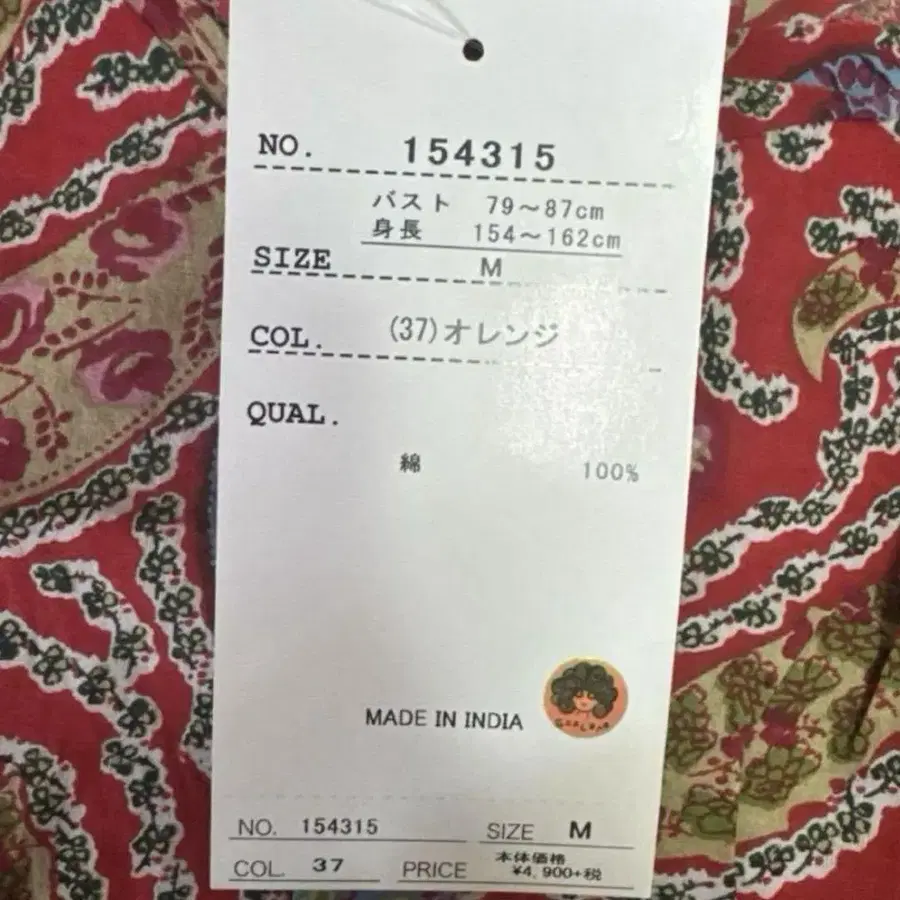 NO. 154315
バスト 79～87cm
身長 154～162cm
SIZE M
COL. (37)オレンジ
QUAL.
綿 100%
MADE IN INDIA
NO. 154315 SIZE M
COL. 37 PRICE 本体価格
¥4,900+税